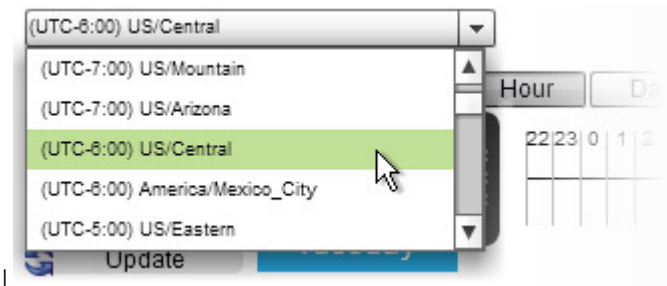 (UTC-6:00) US/Central
(UTC-7:00) US/Mountain
(UTC-7:00) US/Arizona
Hour
(UTC-6:00) US/Central
22 23 0 1 2
(UTC-6:00) America/Mexico_City
(UTC-5:00) US/Eastern
Update